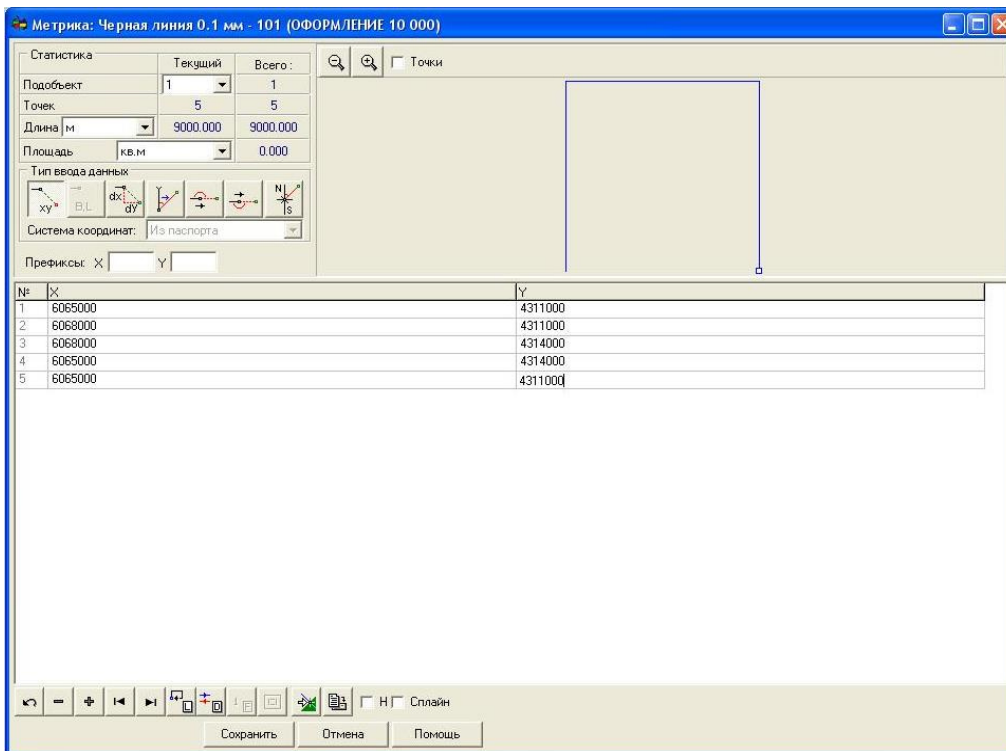 Метрика: Черная линия 0.1 мм - 101 (ОФОРМЛЕНИЕ 10 000)
Статистика Текущий Всего :
Подобъект 1 1
Точек 5 5
Длина м 9000.000 9000.000
Площадь кв.м 0.000
Тип ввода данных
xy B,L dx dy N S
Система координат: Из паспорта
Префиксы: X Y
Точки
№ X Y
1 6065000 4311000
2 6068000 4311000
3 6068000 4314000
4 6065000 4314000
5 6065000 4311000
L D F H Сплайн
Сохранить Отмена Помощь